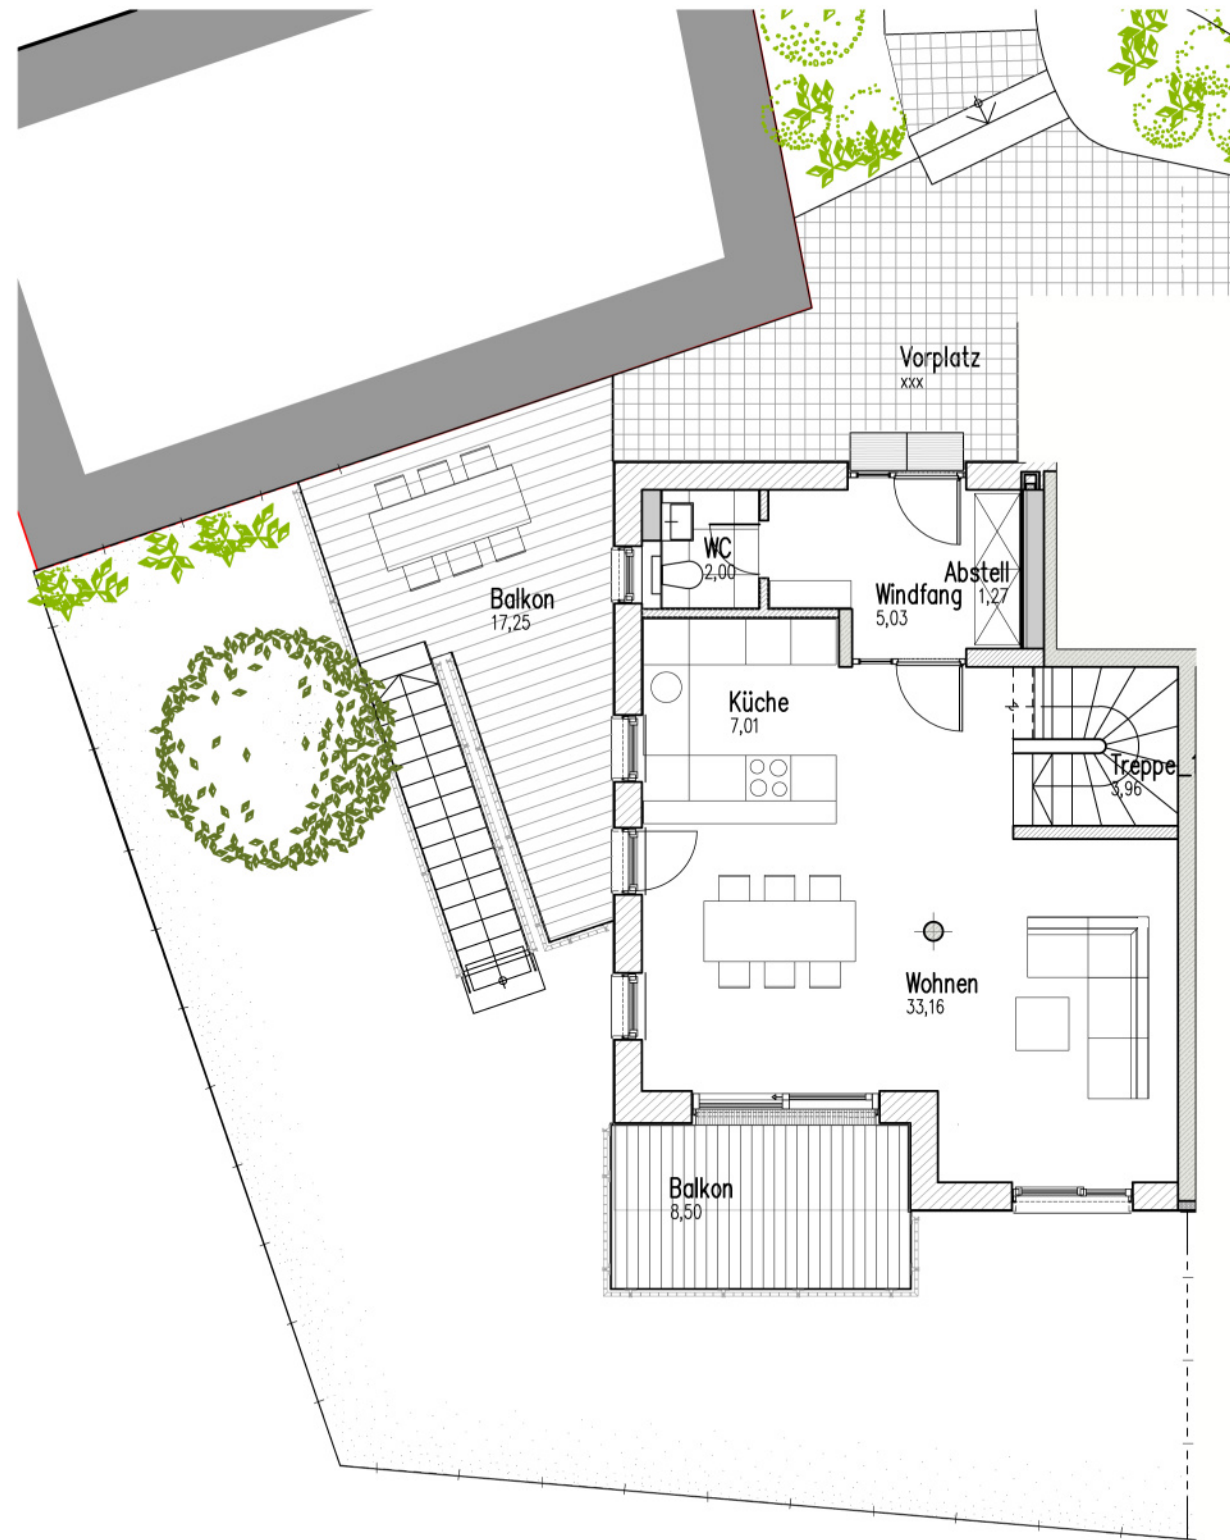 Vorplatz
xxx
WC
2,00
Abstell
1,27
Windfang
5,03
Balkon
17,25
Küche
7,01
Treppe
3,96
Wohnen
33,16
Balkon
8,50